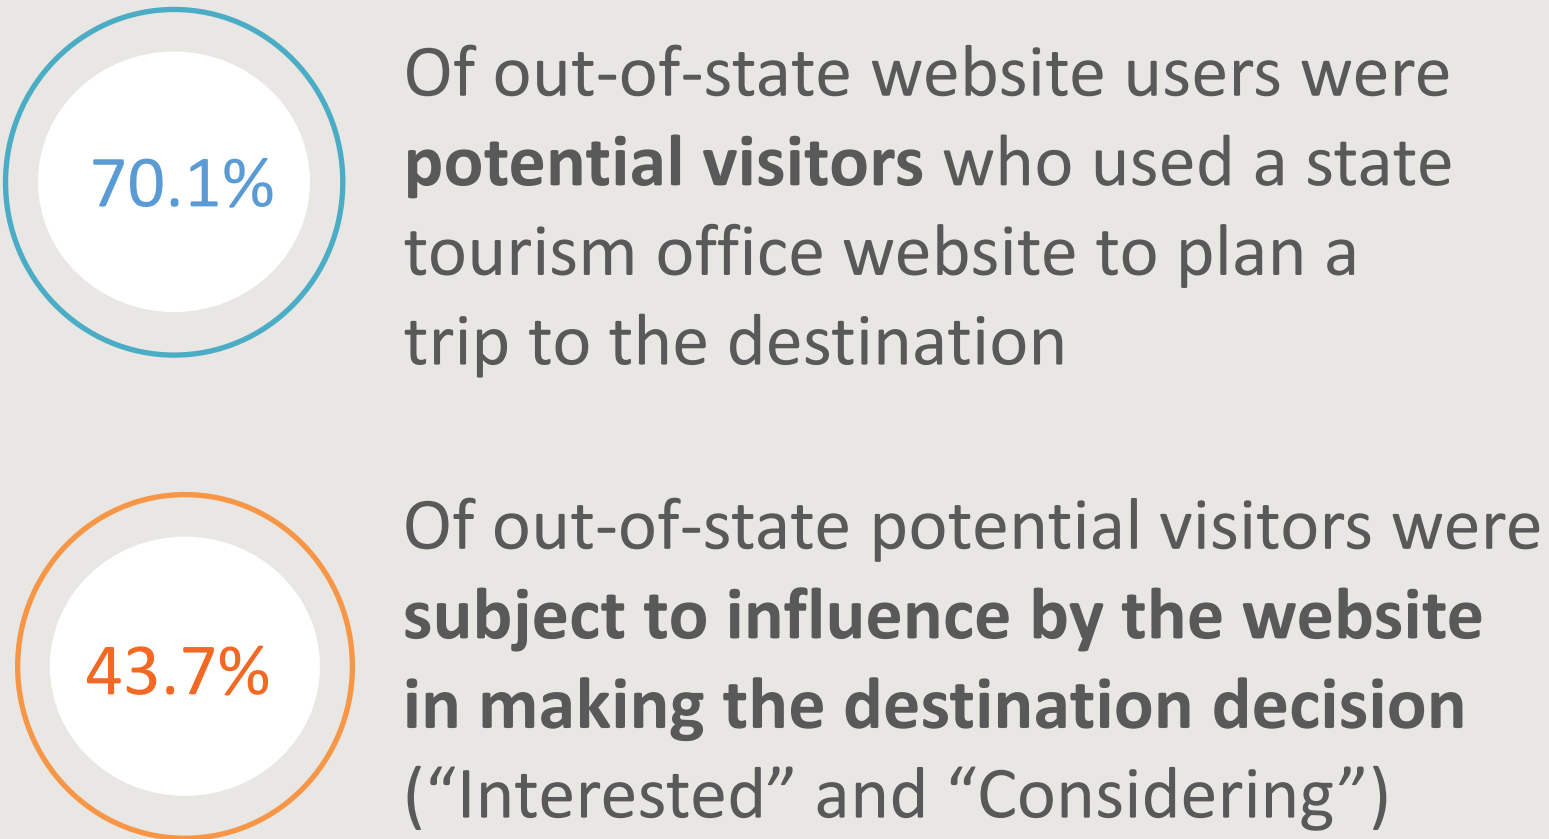 70.1%
Of out-of-state website users were
potential visitors who used a state
tourism office website to plan a
trip to the destination
43.7%
Of out-of-state potential visitors were
subject to influence by the website
in making the destination decision
(“Interested” and “Considering”)